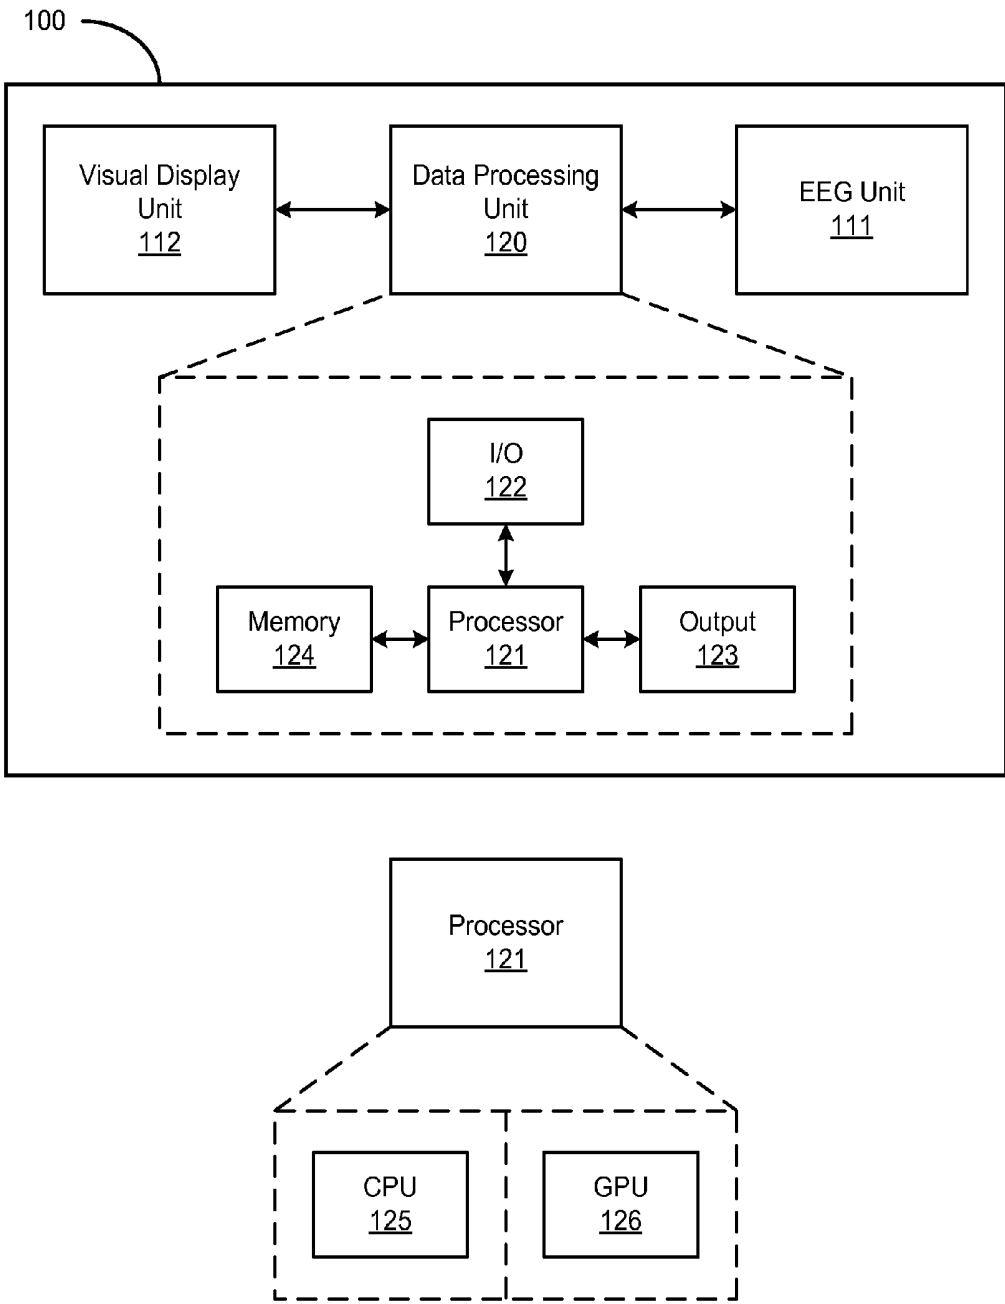 100
Visual Display
Unit
112
Data Processing
Unit
120
EEG Unit
111
I/O
122
Memory
124
Processor
121
Output
123
Processor
121
CPU
125
GPU
126